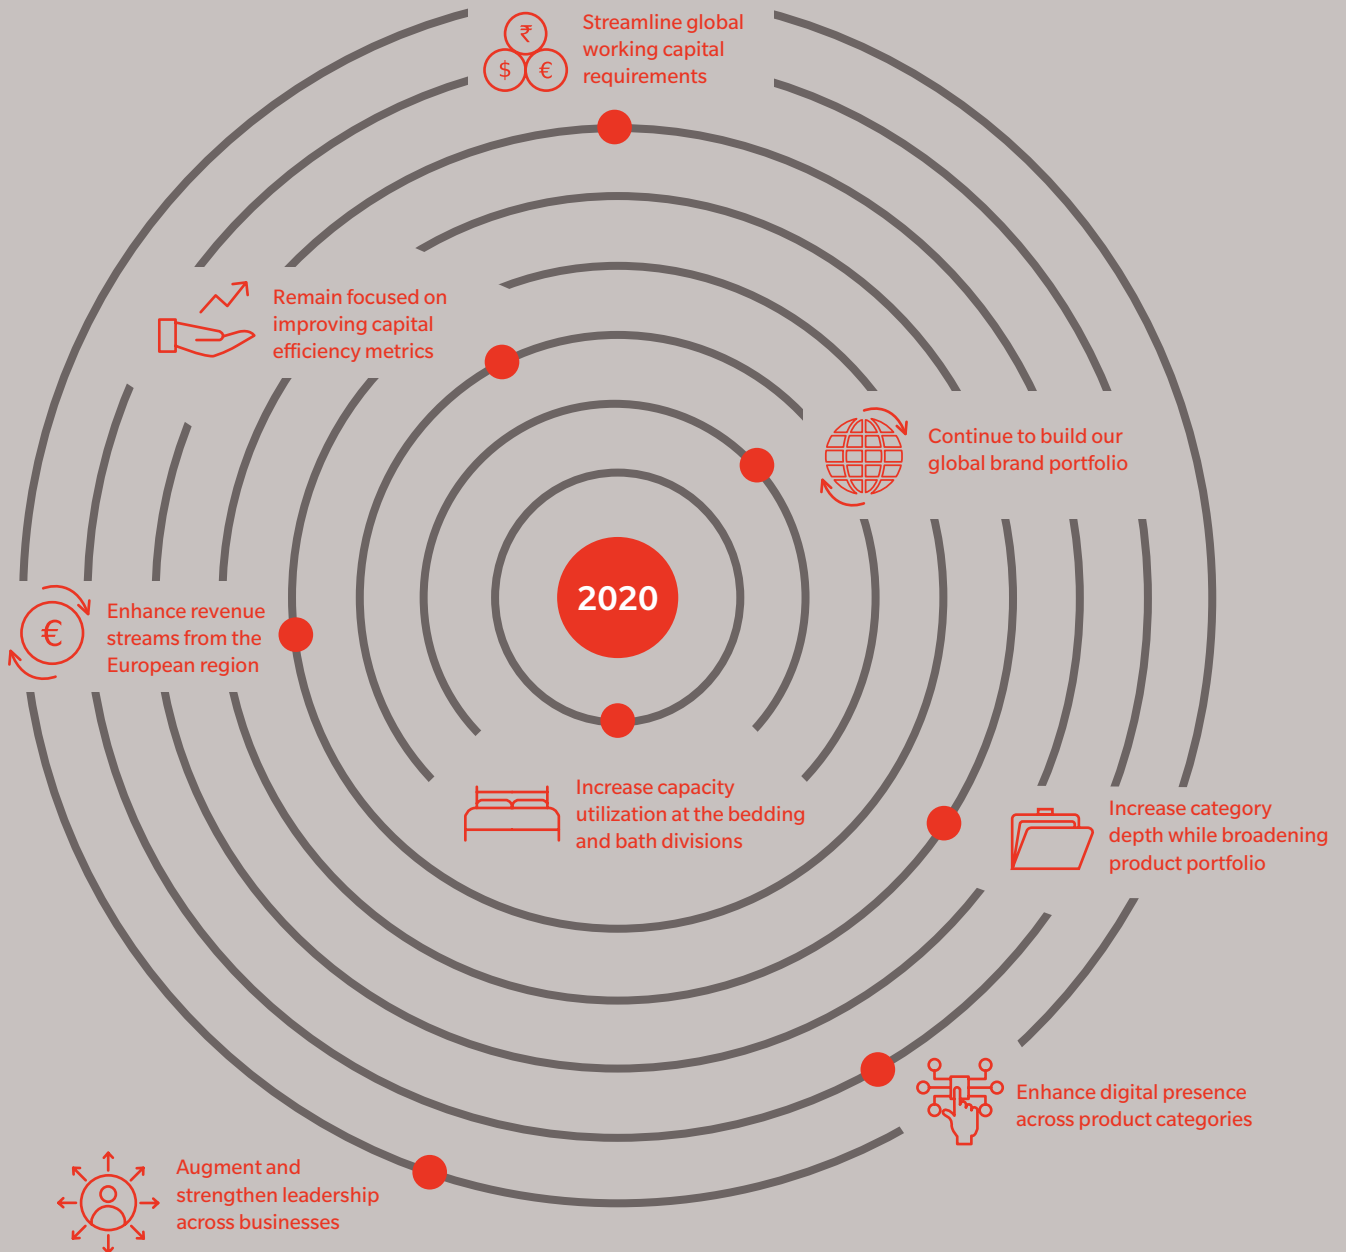 ₹
$ €
Streamline global
working capital
requirements
Remain focused on
improving capital
efficiency metrics
Continue to build our
global brand portfolio
2020
€
Enhance revenue
streams from the
European region
Increase capacity
utilization at the bedding
and bath divisions
Increase category
depth while broadening
product portfolio
Enhance digital presence
across product categories
Augment and
strengthen leadership
across businesses